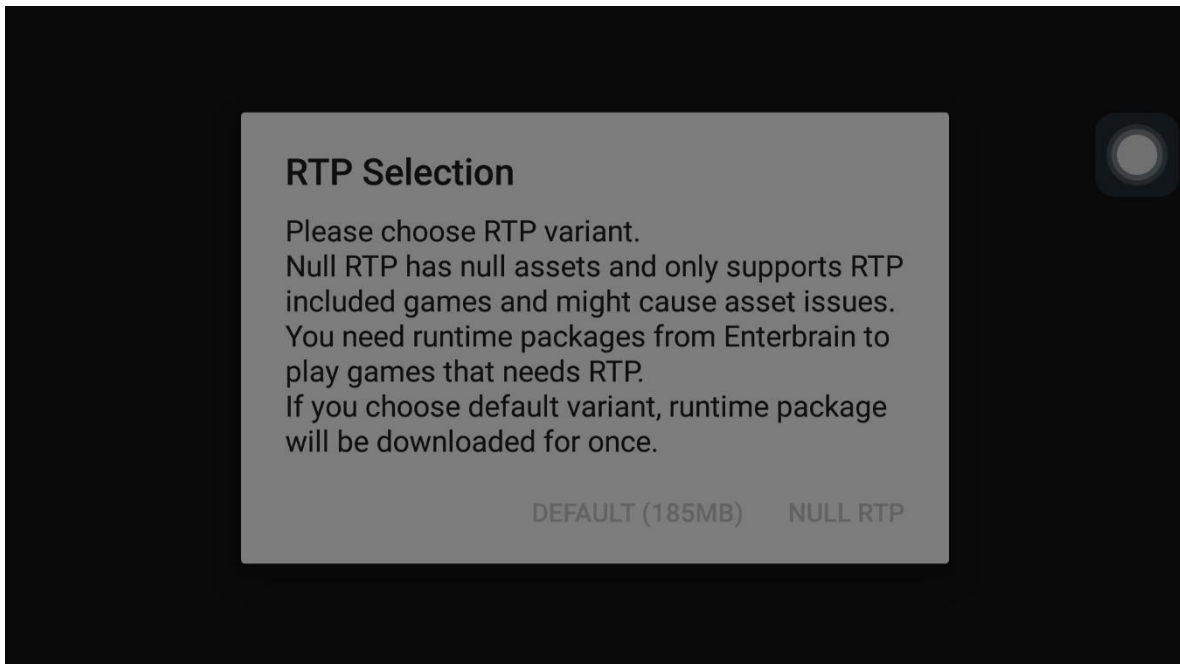 RTP Selection
Please choose RTP variant.
Null RTP has null assets and only supports RTP
included games and might cause asset issues.
You need runtime packages from Enterbrain to
play games that needs RTP.
If you choose default variant, runtime package
will be downloaded for once.
DEFAULT (185MB) NULL RTP